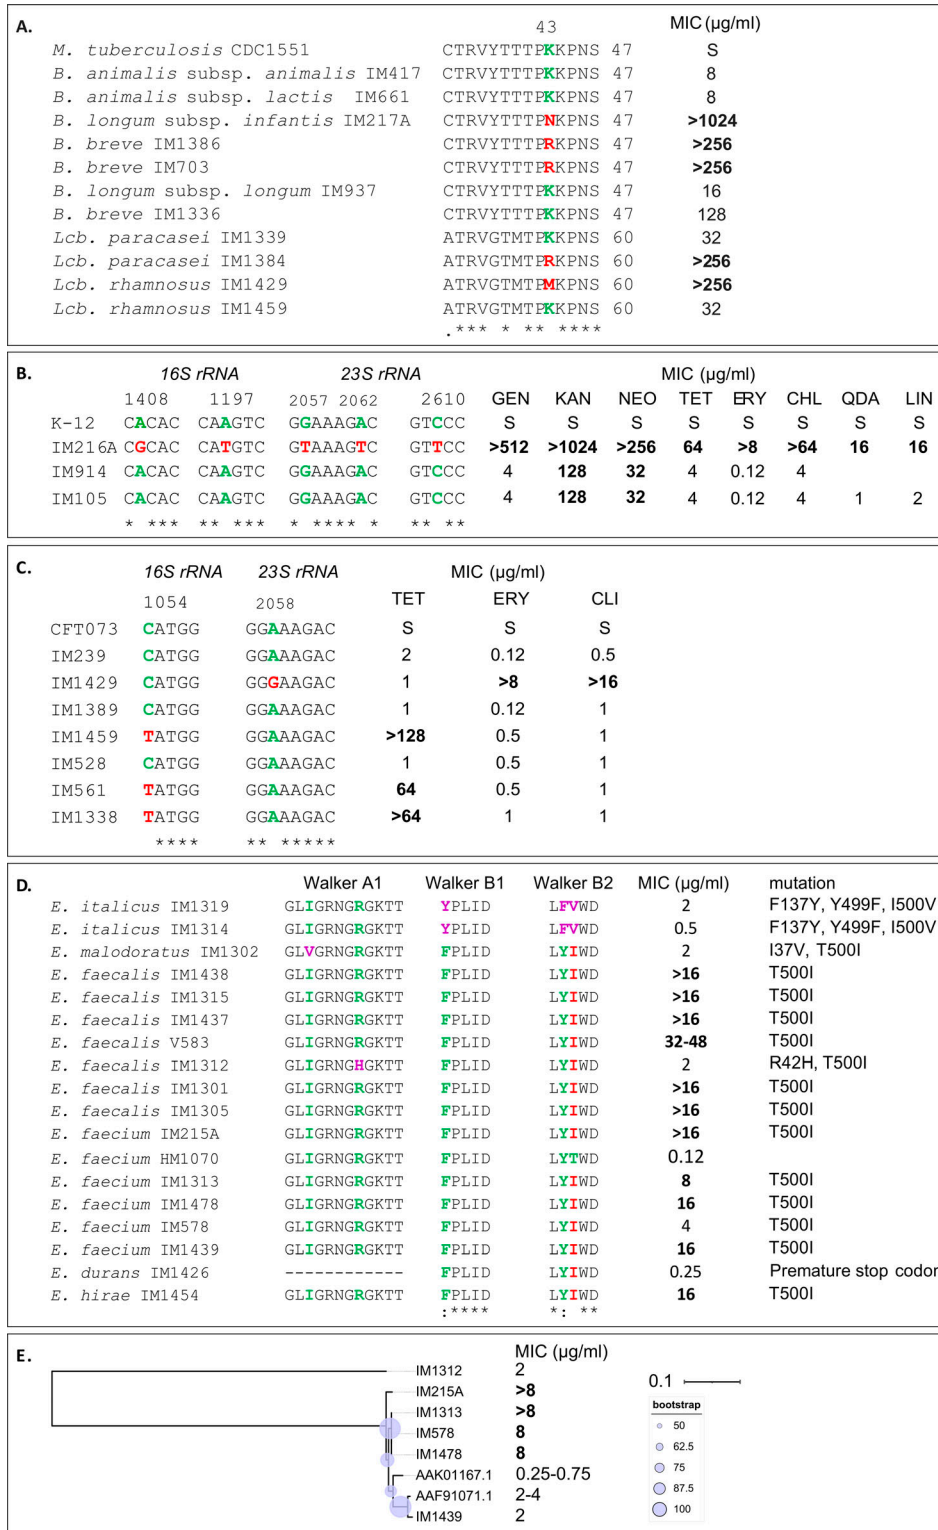 A. 43 MIC (µg/ml)
M. tuberculosis CDC1551 CTRVYTTTPKKPNS 47 S
B. animalis subsp. animalis IM417 CTRVYTTTPKKPNS 47 8
B. animalis subsp. lactis IM661 CTRVYTTTPKKPNS 47 8
B. longum subsp. infantis IM217A CTRVYTTTPNKPNS 47 >1024
B. breve IM1386 CTRVYTTTPRKPNS 47 >256
B. breve IM703 CTRVYTTTPRKPNS 47 >256
B. longum subsp. longum IM937 CTRVYTTTPKKPNS 47 16
B. breve IM1336 CTRVYTTTPKKPNS 47 128
Lcb. paracasei IM1339 ATRVGTMTPKKPNS 60 32
Lcb. paracasei IM1384 ATRVGTMTPRKPNS 60 >256
Lcb. rhamnosus IM1429 ATRVGTMTPMKPNS 60 >256
Lcb. rhamnosus IM1459 ATRVGTMTPKKPNS 60 32
.*** * ** ****
B. 16S rRNA 23S rRNA MIC (µg/ml)
1408 1197 2057 2062 2610 GEN KAN NEO TET ERY CHL QDA LIN
K-12 CACAC CAAGTC GGAAAGAC GTCCC S S S S S S S S
IM216A CGCAC CATGTC GTAAAGTC GTTCC >512 >1024 >256 64 >8 >64 16 16
IM914 CACAC CAAGTC GGAAAGAC GTCCC 4 128 32 4 0.12 4
IM105 CACAC CAAGTC GGAAAGAC GTCCC 4 128 32 4 0.12 4 1 2
* *** ** *** * **** * ** **
C. 16S rRNA 23S rRNA MIC (µg/ml)
1054 2058 TET ERY CLI
CFT073 CATGG GGAAAGAC S S S
IM239 CATGG GGAAAGAC 2 0.12 0.5
IM1429 CATGG GGGAAGAC 1 >8 >16
IM1389 CATGG GGAAAGAC 1 0.12 1
IM1459 TATGG GGAAAGAC >128 0.5 1
IM528 CATGG GGAAAGAC 1 0.5 1
IM561 TATGG GGAAAGAC 64 0.5 1
IM1338 TATGG GGAAAGAC >64 1 1
**** ** *****
D. Walker A1 Walker B1 Walker B2 MIC (µg/ml) mutation
E. italicus IM1319 GLIGRNGRGKTT YPLID LFVWD 2 F137Y, Y499F, I500V
E. italicus IM1314 GLIGRNGRGKTT YPLID LFVWD 0.5 F137Y, Y499F, I500V
E. malodoratus IM1302 GLVGRNGRGKTT FPLID LYIWD 2 I37V, T500I
E. faecalis IM1438 GLIGRNGRGKTT FPLID LYIWD >16 T500I
E. faecalis IM1315 GLIGRNGRGKTT FPLID LYIWD >16 T500I
E. faecalis IM1437 GLIGRNGRGKTT FPLID LYIWD >16 T500I
E. faecalis V583 GLIGRNGRGKTT FPLID LYIWD 32-48 T500I
E. faecalis IM1312 GLIGRNGHGKTT FPLID LYIWD 2 R42H, T500I
E. faecalis IM1301 GLIGRNGRGKTT FPLID LYIWD >16 T500I
E. faecalis IM1305 GLIGRNGRGKTT FPLID LYIWD >16 T500I
E. faecium IM215A GLIGRNGRGKTT FPLID LYIWD >16 T500I
E. faecium HM1070 GLIGRNGRGKTT FPLID LYTWD 0.12
E. faecium IM1313 GLIGRNGRGKTT FPLID LYIWD 8 T500I
E. faecium IM1478 GLIGRNGRGKTT FPLID LYIWD 16 T500I
E. faecium IM578 GLIGRNGRGKTT FPLID LYIWD 4 T500I
E. faecium IM1439 GLIGRNGRGKTT FPLID LYIWD 16 T500I
E. durans IM1426 ------------ FPLID LYIWD 0.25 Premature stop codon
E. hirae IM1454 GLIGRNGRGKTT FPLID LYIWD 16 T500I
:**** *: **
E. MIC (µg/ml)
IM1312 2
IM215A >8
IM1313 >8
IM578 8
IM1478 8
AAK01167.1 0.25-0.75
AAF91071.1 2-4
IM1439 2
0.1
bootstrap
50
62.5
75
87.5
100